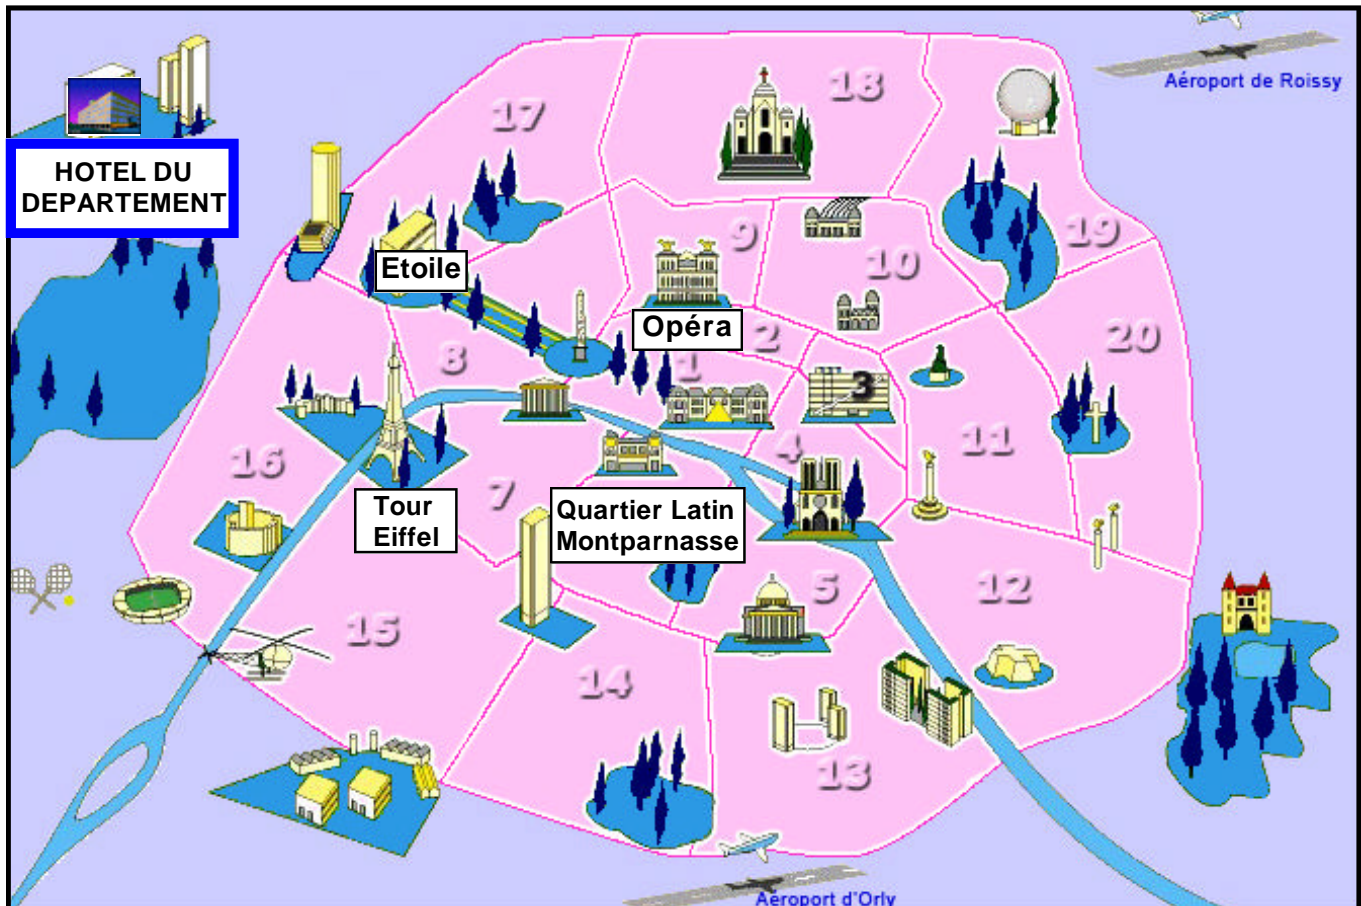 Aéroport de Roissy
18
17
HOTEL DU
DEPARTEMENT
9
19
10
Etoile
Opéra
2
20
8
1
3
16
4
11
7
Tour
Eiffel
Quartier Latin
Montparnasse
5
12
15
14
13
Aéroport d'Orly